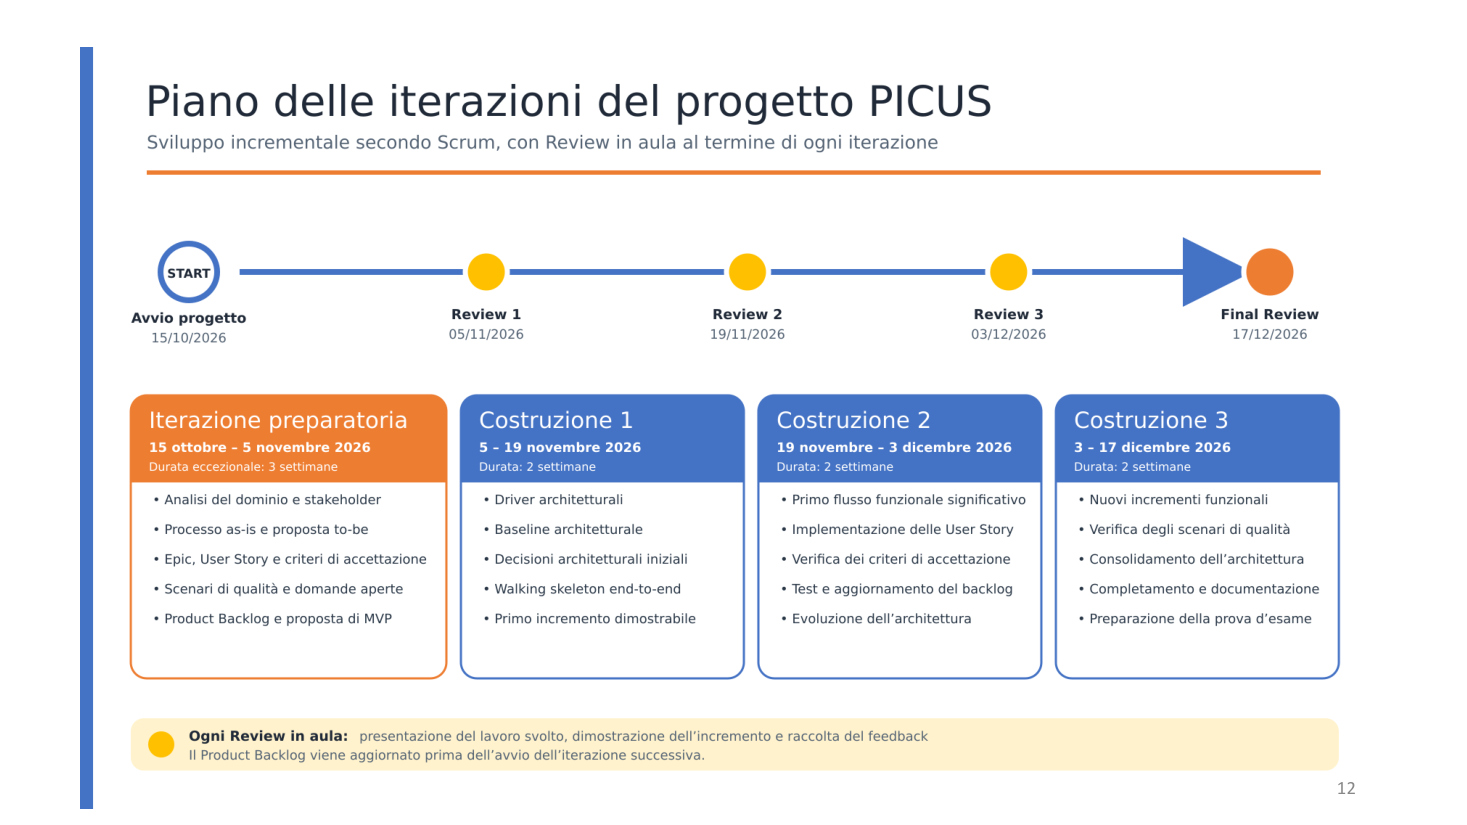 Piano delle iterazioni del progetto PICUS
Sviluppo incrementale secondo Scrum, con Review in aula al termine di ogni iterazione
START
Avvio progetto
15/10/2026
Review 1
05/11/2026
Review 2
19/11/2026
Review 3
03/12/2026
Final Review
17/12/2026
Iterazione preparatoria
15 ottobre – 5 novembre 2026
Durata eccezionale: 3 settimane
• Analisi del dominio e stakeholder
• Processo as-is e proposta to-be
• Epic, User Story e criteri di accettazione
• Scenari di qualità e domande aperte
• Product Backlog e proposta di MVP
Costruzione 1
5 – 19 novembre 2026
Durata: 2 settimane
• Driver architetturali
• Baseline architetturale
• Decisioni architetturali iniziali
• Walking skeleton end-to-end
• Primo incremento dimostrabile
Costruzione 2
19 novembre – 3 dicembre 2026
Durata: 2 settimane
• Primo flusso funzionale significativo
• Implementazione delle User Story
• Verifica dei criteri di accettazione
• Test e aggiornamento del backlog
• Evoluzione dell’architettura
Costruzione 3
3 – 17 dicembre 2026
Durata: 2 settimane
• Nuovi incrementi funzionali
• Verifica degli scenari di qualità
• Consolidamento dell’architettura
• Completamento e documentazione
• Preparazione della prova d’esame
Ogni Review in aula: presentazione del lavoro svolto, dimostrazione dell’incremento e raccolta del feedback
Il Product Backlog viene aggiornato prima dell’avvio dell’iterazione successiva.
12